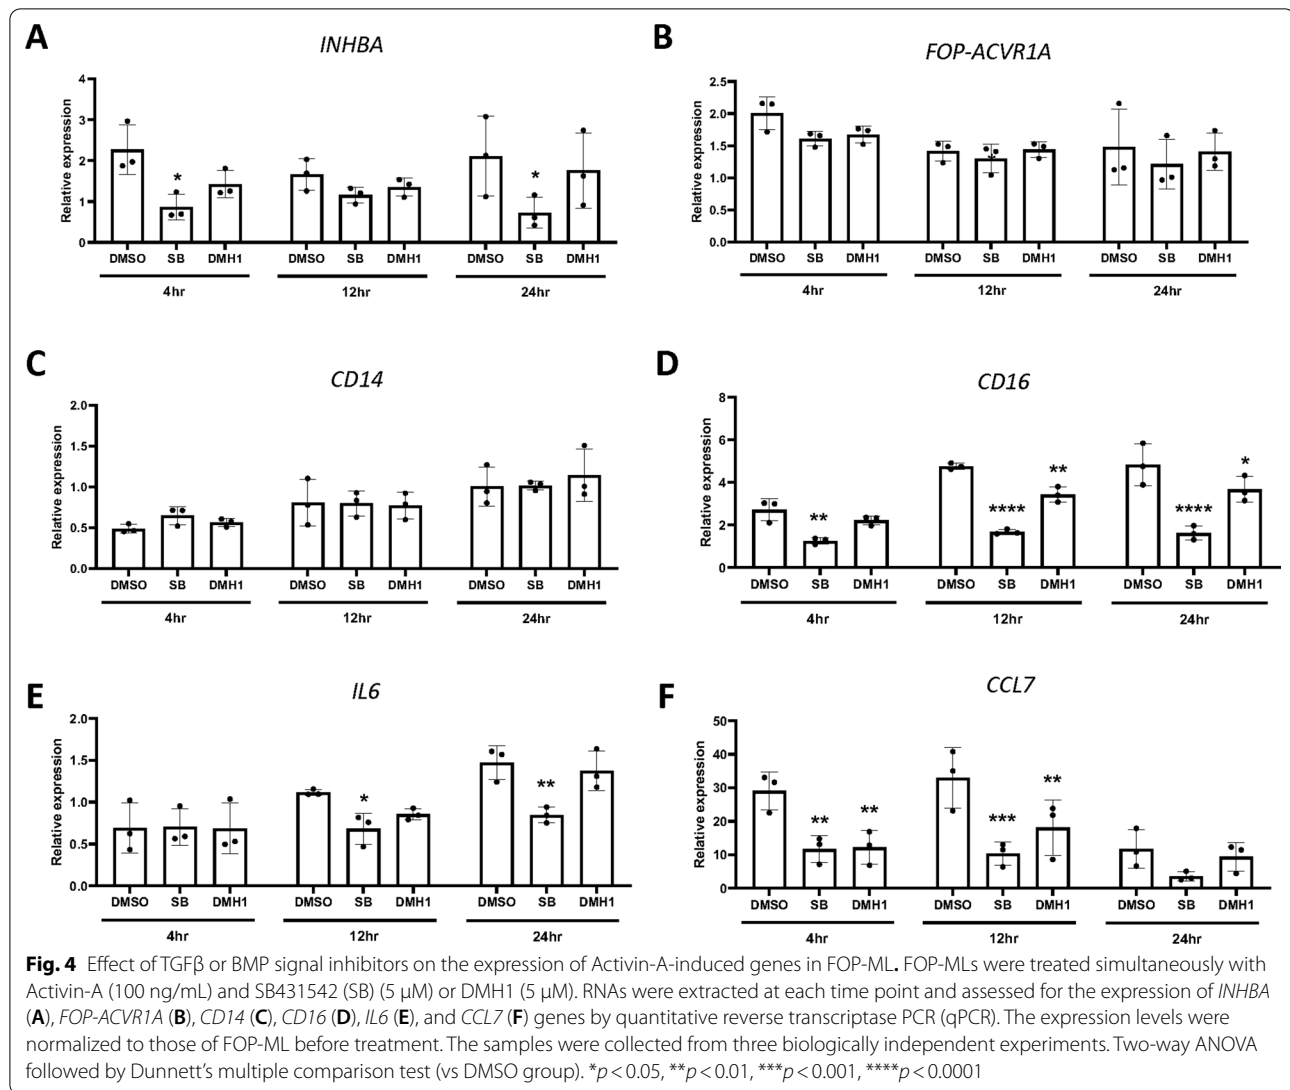 A
INHBA
Relative expression
4
3
2
1
0
*
*
DMSO SB DMH1 DMSO SB DMH1 DMSO SB DMH1
4hr 12hr 24hr
B
FOP-ACVR1A
Relative expression
2.5
2.0
1.5
1.0
0.5
0.0
DMSO SB DMH1 DMSO SB DMH1 DMSO SB DMH1
4hr 12hr 24hr
C
CD14
Relative expression
2.0
1.5
1.0
0.5
0.0
DMSO SB DMH1 DMSO SB DMH1 DMSO SB DMH1
4hr 12hr 24hr
D
CD16
Relative expression
8
6
4
2
0
** **** ** **** *
DMSO SB DMH1 DMSO SB DMH1 DMSO SB DMH1
4hr 12hr 24hr
E
IL6
Relative expression
2.0
1.5
1.0
0.5
0.0
* **
DMSO SB DMH1 DMSO SB DMH1 DMSO SB DMH1
4hr 12hr 24hr
F
CCL7
Relative expression
50
40
30
20
10
0
** ** *** **
DMSO SB DMH1 DMSO SB DMH1 DMSO SB DMH1
4hr 12hr 24hr
Fig. 4 Effect of TGFβ or BMP signal inhibitors on the expression of Activin-A-induced genes in FOP-ML. FOP-MLs were treated simultaneously with
Activin-A (100 ng/mL) and SB431542 (SB) (5 μM) or DMH1 (5 μM). RNAs were extracted at each time point and assessed for the expression of INHBA
(A), FOP-ACVR1A (B), CD14 (C), CD16 (D), IL6 (E), and CCL7 (F) genes by quantitative reverse transcriptase PCR (qPCR). The expression levels were
normalized to those of FOP-ML before treatment. The samples were collected from three biologically independent experiments. Two-way ANOVA
followed by Dunnett's multiple comparison test (vs DMSO group). *p < 0.05, **p < 0.01, ***p < 0.001, ****p < 0.0001